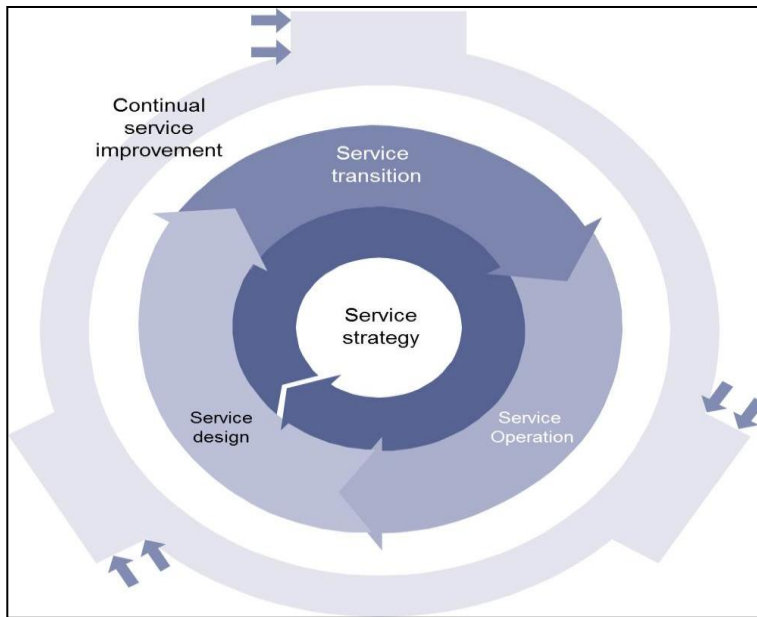 Continual
service
improvement
Service
transition
Service
strategy
Service
design
Service
Operation